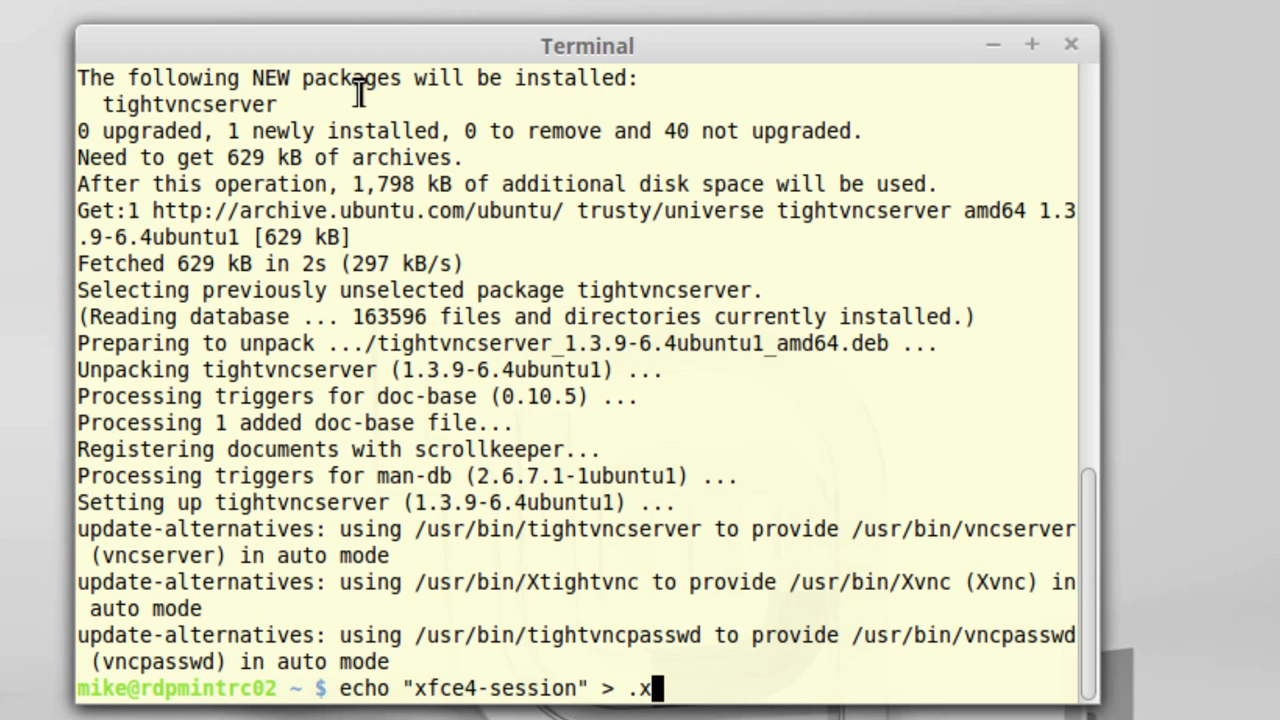 Terminal
The following NEW packages will be installed:
  tightvncserver
0 upgraded, 1 newly installed, 0 to remove and 40 not upgraded.
Need to get 629 kB of archives.
After this operation, 1,798 kB of additional disk space will be used.
Get:1 http://archive.ubuntu.com/ubuntu/ trusty/universe tightvncserver amd64 1.3
.9-6.4ubuntu1 [629 kB]
Fetched 629 kB in 2s (297 kB/s)
Selecting previously unselected package tightvncserver.
(Reading database ... 163596 files and directories currently installed.)
Preparing to unpack .../tightvncserver_1.3.9-6.4ubuntu1_amd64.deb ...
Unpacking tightvncserver (1.3.9-6.4ubuntu1) ...
Processing triggers for doc-base (0.10.5) ...
Processing 1 added doc-base file...
Registering documents with scrollkeeper...
Processing triggers for man-db (2.6.7.1-1ubuntu1) ...
Setting up tightvncserver (1.3.9-6.4ubuntu1) ...
update-alternatives: using /usr/bin/tightvncserver to provide /usr/bin/vncserver
 (vncserver) in auto mode
update-alternatives: using /usr/bin/Xtightvnc to provide /usr/bin/Xvnc (Xvnc) in
 auto mode
update-alternatives: using /usr/bin/tightvncpasswd to provide /usr/bin/vncpasswd
 (vncpasswd) in auto mode
mike@rdpmintrc02 ~ $ echo "xfce4-session" > .x